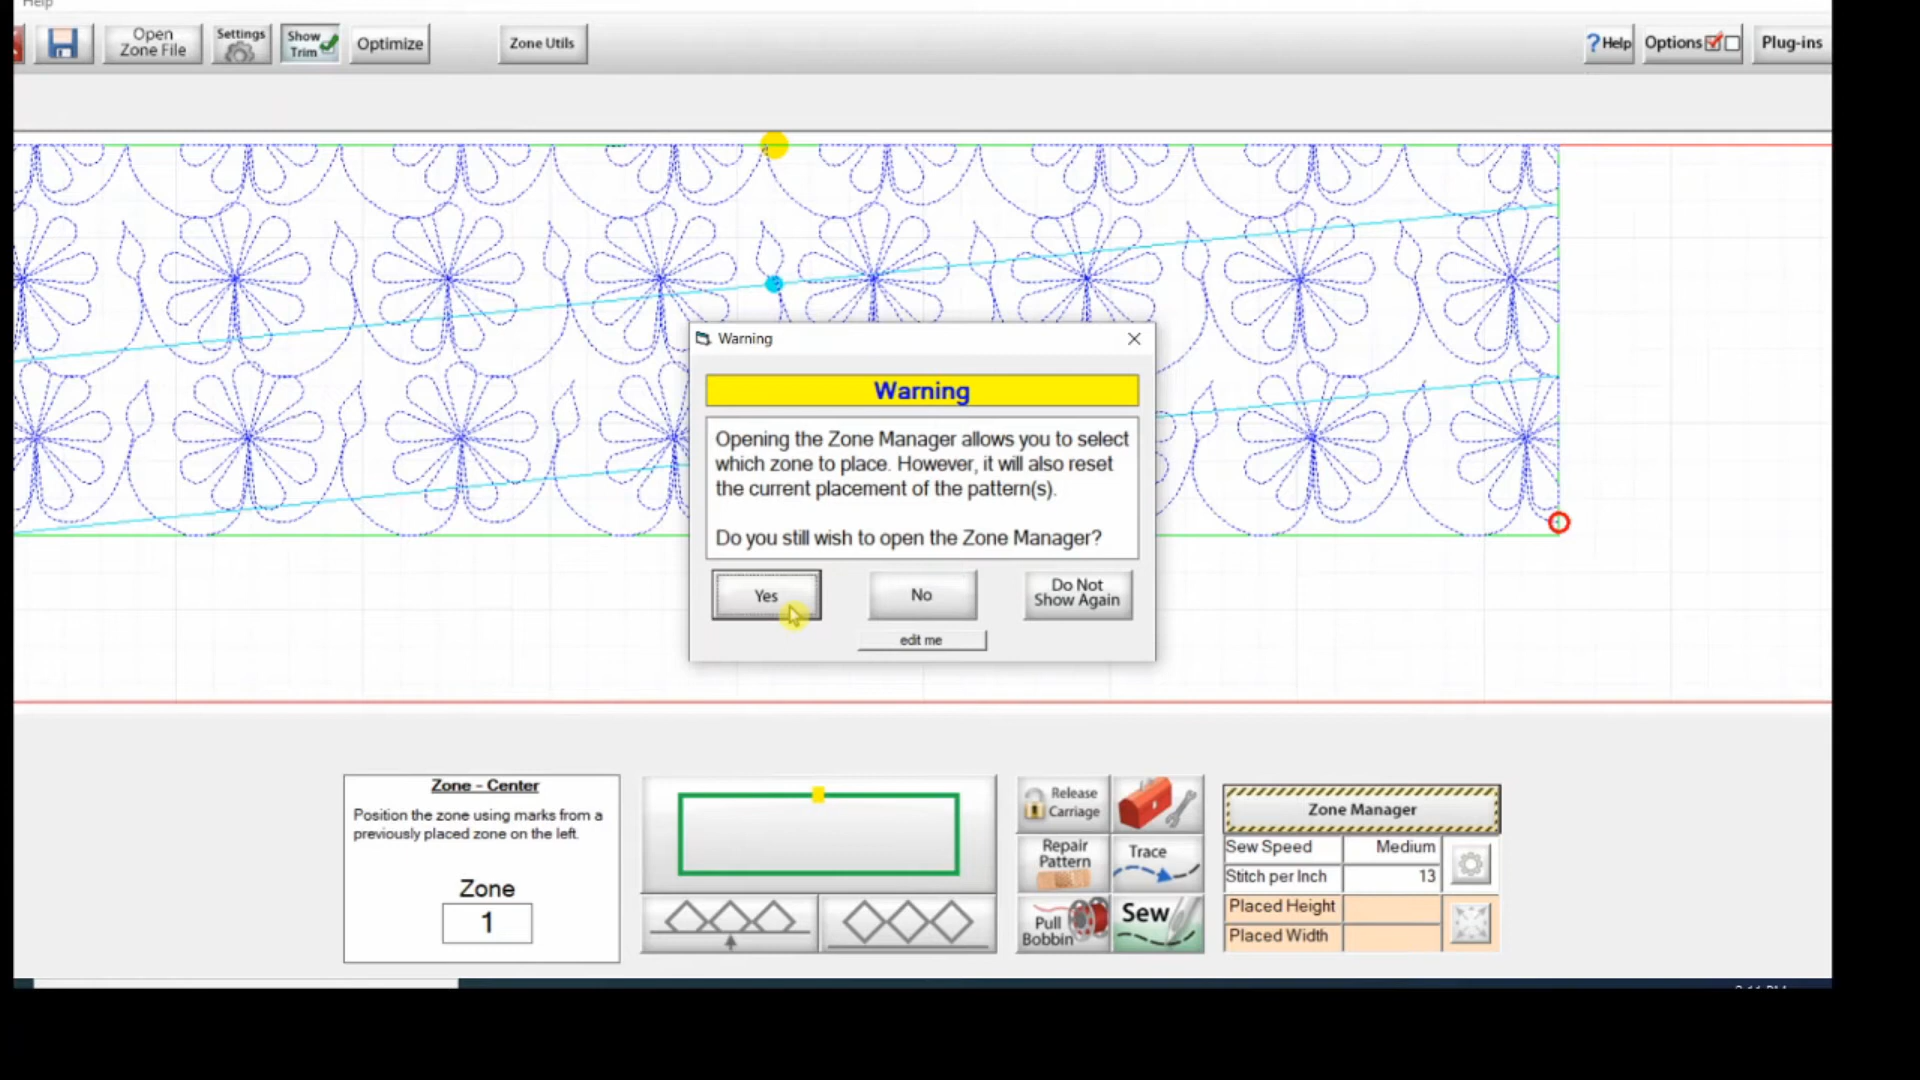 Help
Open
Zone File
Settings
Show
Trim
Optimize
Zone Utils
?Help
Options
Plug-ins
Warning
Warning
Opening the Zone Manager allows you to select
which zone to place. However, it will also reset
the current placement of the pattern(s).
Do you still wish to open the Zone Manager?
Yes
No
Do Not
Show Again
edit me
Zone - Center
Position the zone using marks from a
previously placed zone on the left.
Zone
1
Release
Carriage
Repair
Pattern
Trace
Pull
Bobbin
Sew
Zone Manager
Sew Speed Medium
Stitch per Inch 13
Placed Height
Placed Width